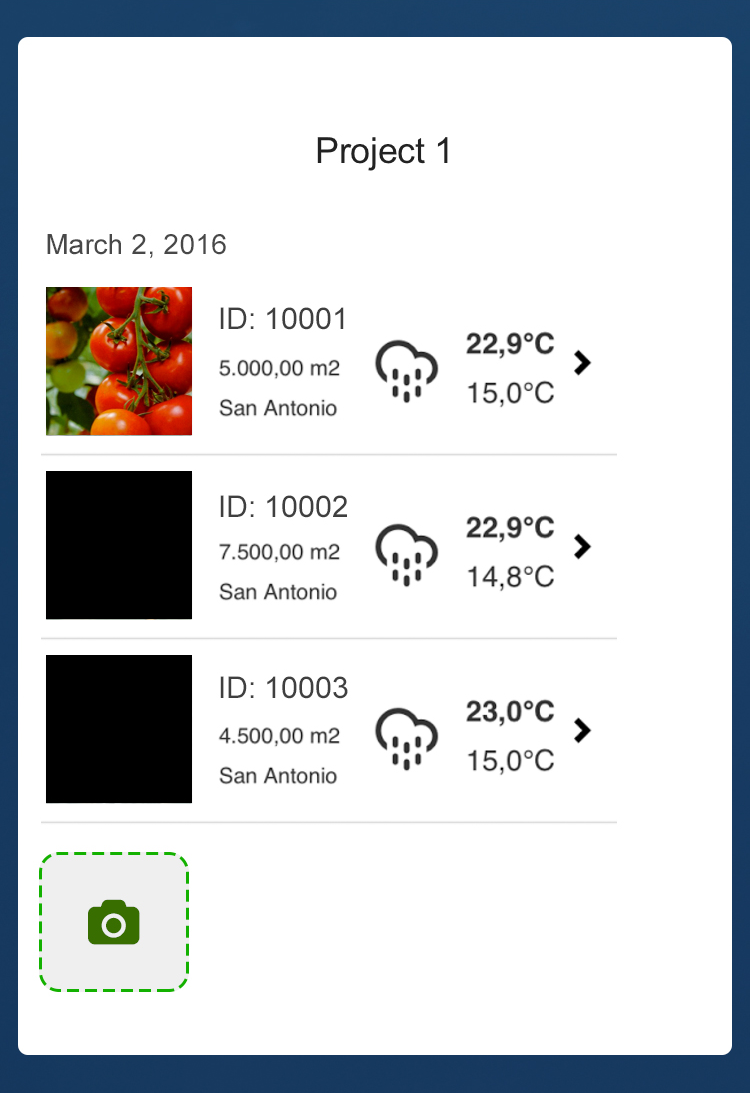 Project 1
March 2, 2016
ID: 10001
5.000,00 m2
San Antonio
22,9°C
15,0°C
ID: 10002
7.500,00 m2
San Antonio
22,9°C
14,8°C
ID: 10003
4.500,00 m2
San Antonio
23,0°C
15,0°C